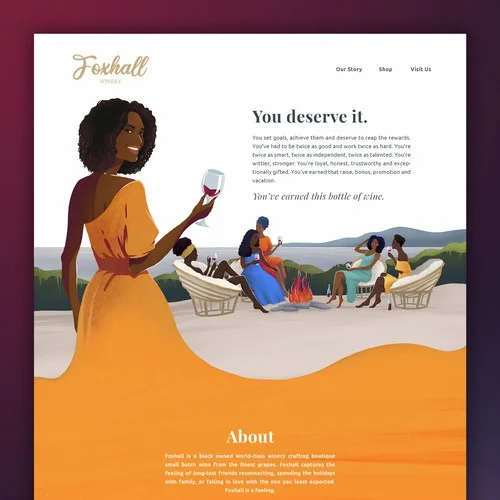 Foxhall
WINERY
Our Story Shop Visit Us
You deserve it.
You set goals, achieve them and deserve to reap the rewards.
You've had to be twice as good and work twice as hard. You're
twice as smart, twice as independent, twice as talented. You're
wittier, stronger. You're loyal, honest, trustworthy and excep-
tionally gifted. You've earned that raise, bonus, promotion and
vacation.
You've earned this bottle of wine.
About
Foxhall is a black owned world-class winery crafting boutique
small batch wine from the finest grapes. Foxhall captures the
feeling of long-lost friends reconnecting, spending the holidays
with family, or falling in love with the one you least expected.
Foxhall is a feeling.